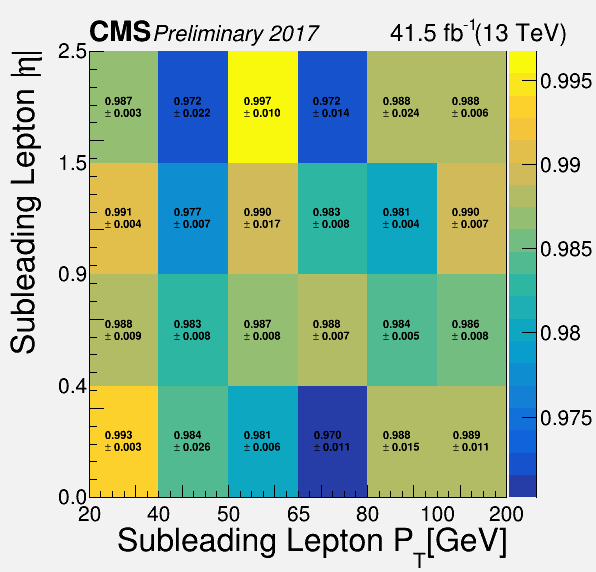 CMS Preliminary 2017 41.5 fb-1(13 TeV)
Subleading Lepton |η|
2.5
0.987 0.972 0.997 0.972 0.988 0.988
± 0.003 ± 0.022 ± 0.010 ± 0.014 ± 0.024 ± 0.006
1.5
0.991 0.977 0.990 0.983 0.981 0.990
± 0.004 ± 0.007 ± 0.017 ± 0.008 ± 0.004 ± 0.007
0.9
0.988 0.983 0.987 0.988 0.984 0.986
± 0.009 ± 0.008 ± 0.008 ± 0.007 ± 0.005 ± 0.008
0.4
0.993 0.984 0.981 0.970 0.988 0.989
± 0.003 ± 0.026 ± 0.006 ± 0.011 ± 0.015 ± 0.011
0.0
20 40 50 65 80 100 200
Subleading Lepton PT[GeV]
0.995
0.99
0.985
0.98
0.975